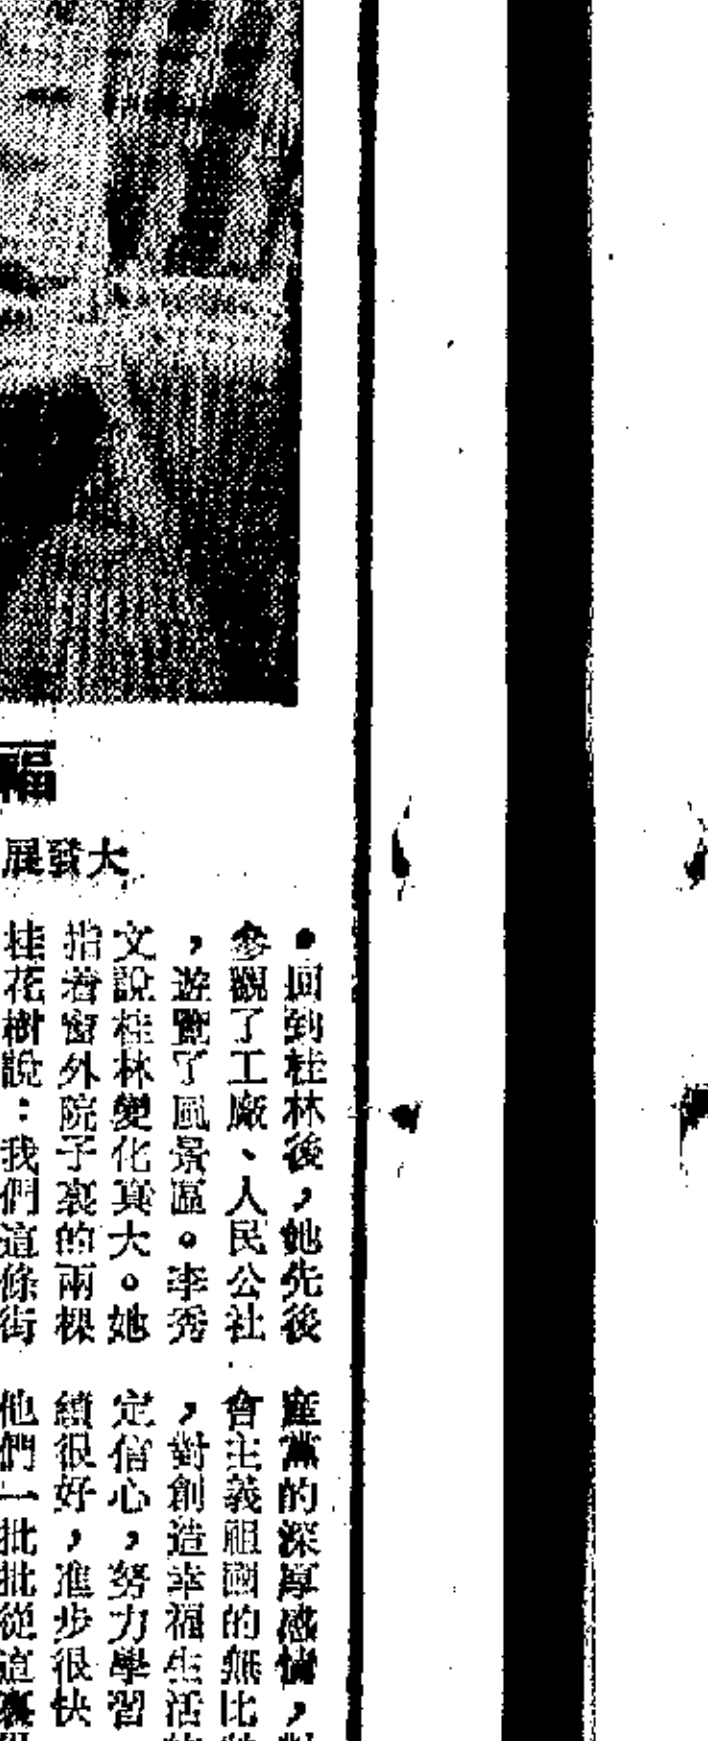 福
大發展
。回到桂林後，她先後
參觀了工廠、人民公社
，遊覽了風景區。李秀
文說桂林變化真大。她
指着窗外院子裏的兩棵
桂花樹說：我們這條街
產黨的深厚感情，對
會主義祖國的無比
，對創造幸福生活
定信心，努力學習
績很好，進步很快
他們一批批從這裏